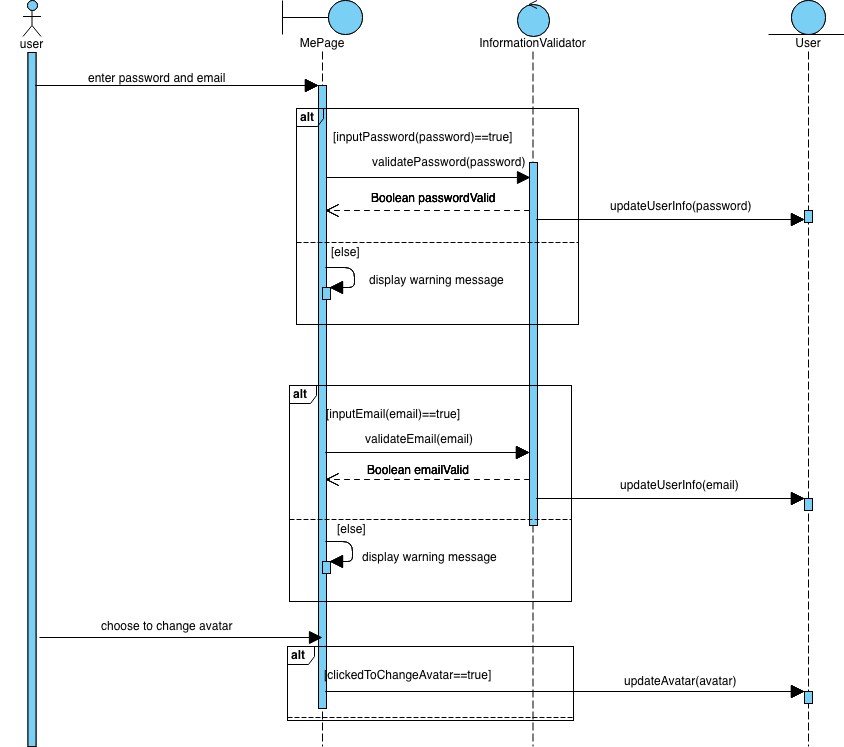 user
MePage
InformationValidator
User
enter password and email
alt
[inputPassword(password)==true]
validatePassword(password)
Boolean passwordValid
updateUserInfo(password)
[else]
display warning message
alt
[inputEmail(email)==true]
validateEmail(email)
Boolean emailValid
updateUserInfo(email)
[else]
display warning message
choose to change avatar
alt
[clickedToChangeAvatar==true]
updateAvatar(avatar)